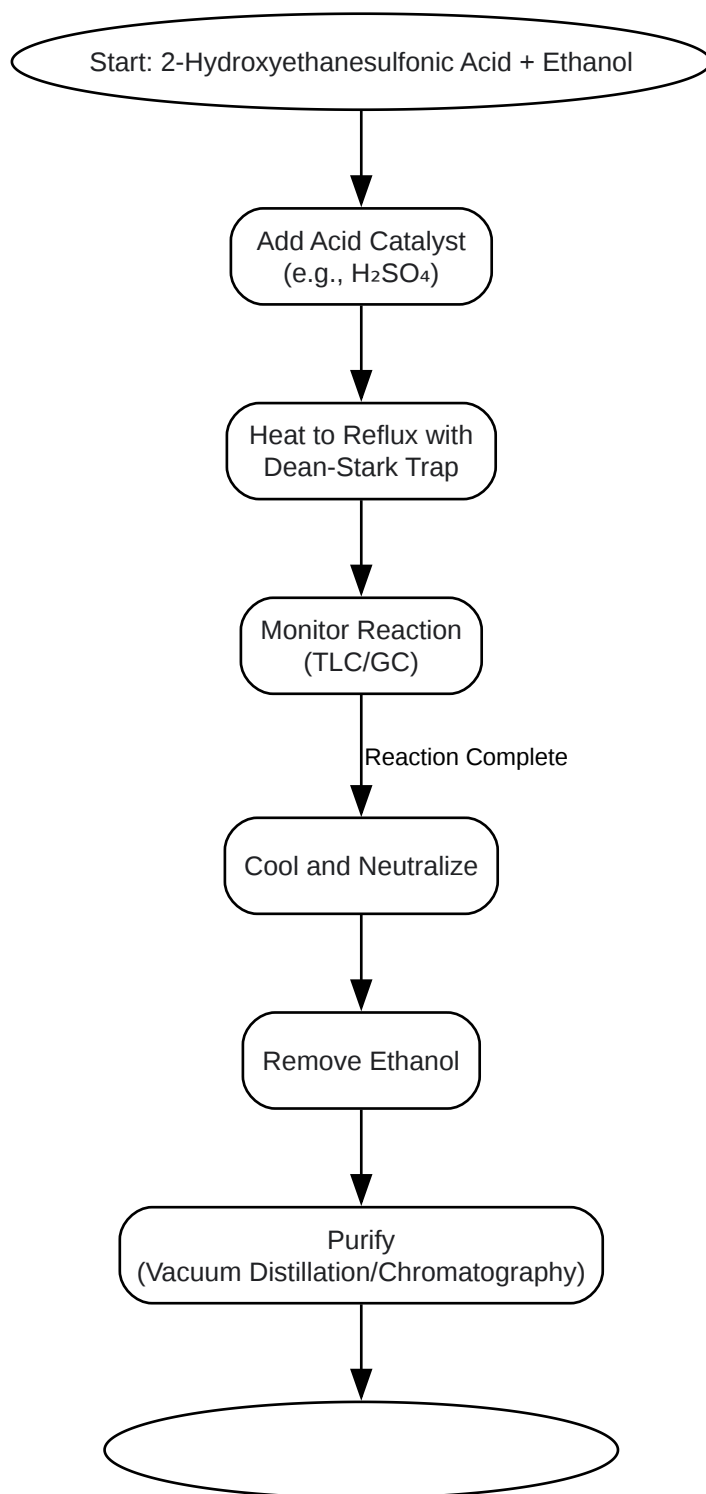 Start: 2-Hydroxyethanesulfonic Acid + Ethanol
Add Acid Catalyst
(e.g., H₂SO₄)
Heat to Reflux with
Dean-Stark Trap
Monitor Reaction
(TLC/GC)
Reaction Complete
Cool and Neutralize
Remove Ethanol
Purify
(Vacuum Distillation/Chromatography)